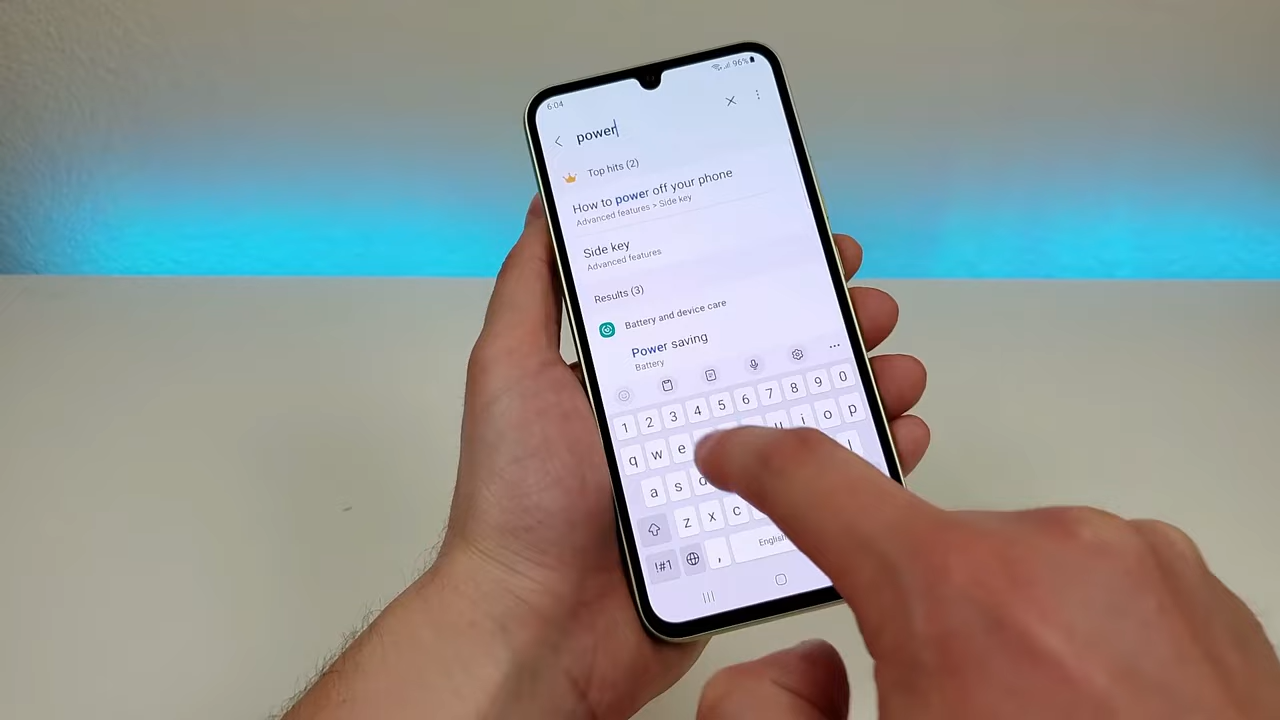 6:04
96%
power
Top hits (2)
How to power off your phone
Advanced features > Side key
Side key
Advanced features
Results (3)
Battery and device care
Power saving
Battery
1 2 3 4 5 6 7 8 9 0
q w e u i o p
a s d l
z x c
!#1 , English